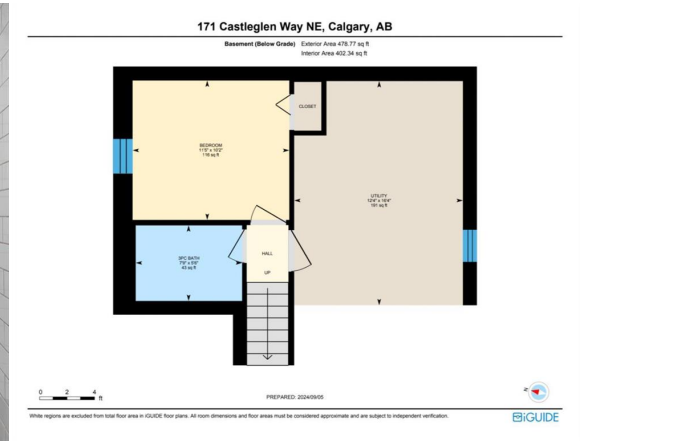 171 Castleglen Way NE, Calgary, AB
Basement (Below Grade) Exterior Area 478.77 sq ft
Interior Area 402.34 sq ft
CLOSET
BEDROOM
11'5" x 10'2"
116 sq ft
UTILITY
12'4" x 16'4"
191 sq ft
3PC BATH
7'9" x 5'6"
43 sq ft
HALL
UP
0 2 4
ft
PREPARED: 2024/09/05
N
White regions are excluded from total floor area in iGUIDE floor plans. All room dimensions and floor areas must be considered approximate and are subject to independent verification.
iGUIDE